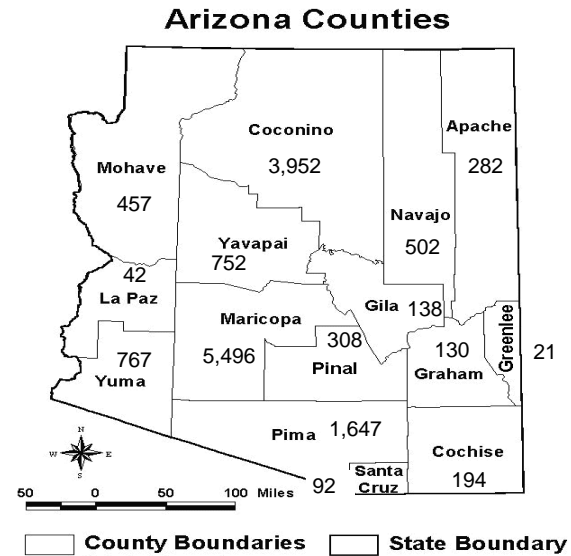 Arizona Counties
Coconino
3,952
Apache
282
Mohave
457
Navajo
502
Yavapai
752
42
La Paz
Gila 138
Maricopa
5,496
308
Pinal
130
Graham
Greenlee
21
767
Yuma
Pima 1,647
Cochise
194
92
Santa
Cruz
N
W E
S
50 0 50 100 Miles
County Boundaries State Boundary